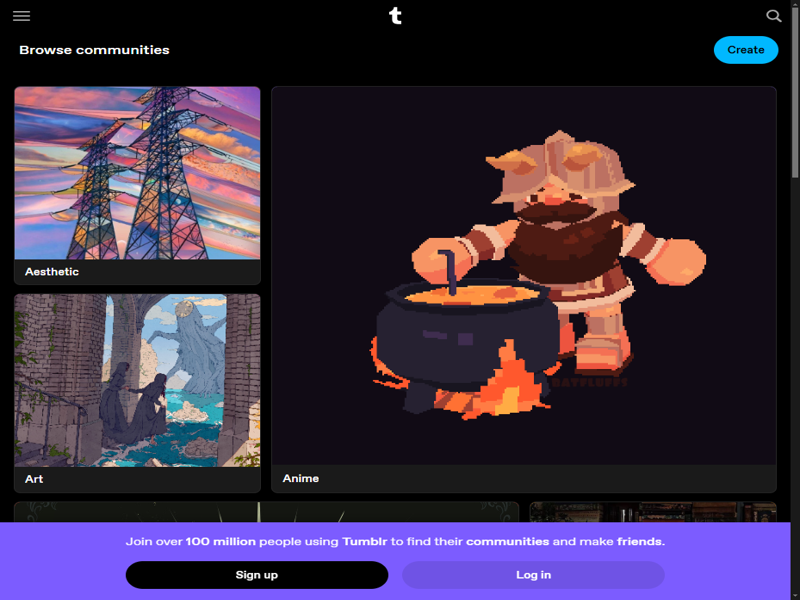 t
Browse communities
Create
Aesthetic
Art
Anime
Join over 100 million people using Tumblr to find their communities and make friends.
Sign up
Log in